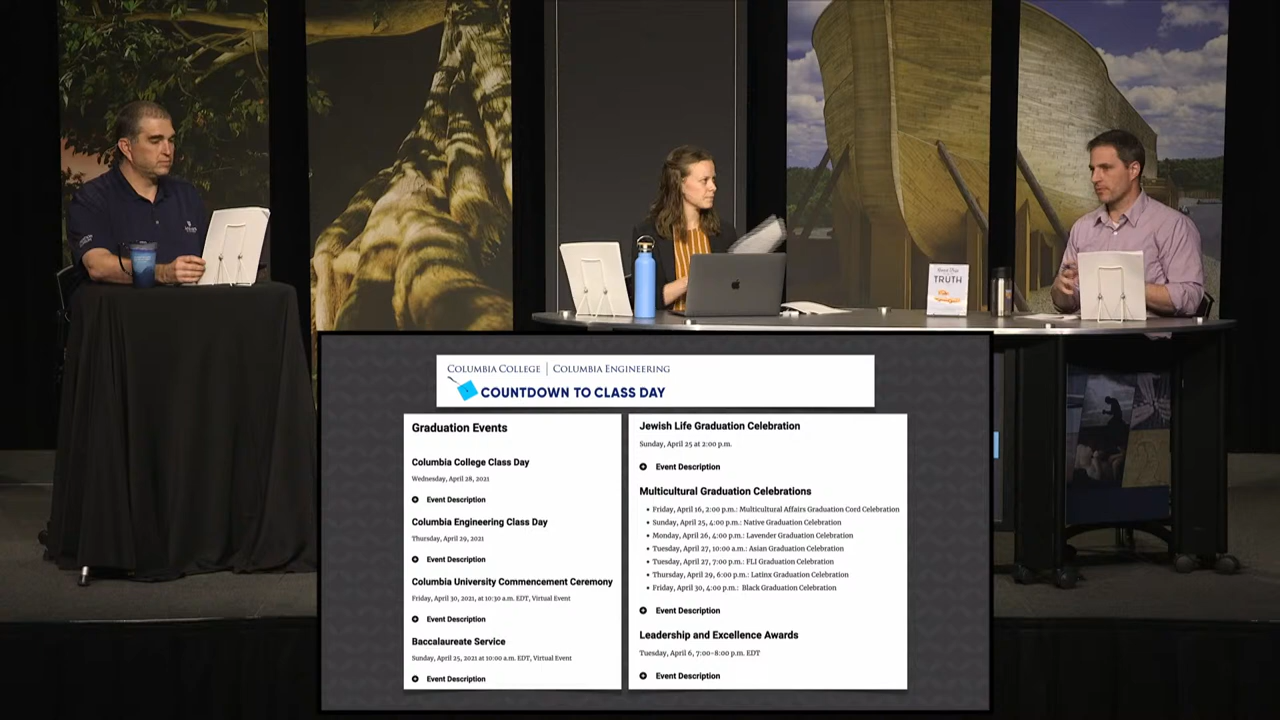 TRUTH
COLUMBIA COLLEGE | COLUMBIA ENGINEERING
COUNTDOWN TO CLASS DAY
Graduation Events
Columbia College Class Day
Wednesday, April 28, 2021
Event Description
Columbia Engineering Class Day
Thursday, April 29, 2021
Event Description
Columbia University Commencement Ceremony
Friday, April 30, 2021, at 10:30 a.m. EDT, Virtual Event
Event Description
Baccalaureate Service
Sunday, April 25, 2021 at 10:00 a.m. EDT, Virtual Event
Event Description
Jewish Life Graduation Celebration
Sunday, April 25 at 2:00 p.m.
Event Description
Multicultural Graduation Celebrations
• Friday, April 16, 2:00 p.m.: Multicultural Affairs Graduation Cord Celebration
• Sunday, April 25, 4:00 p.m.: Native Graduation Celebration
• Monday, April 26, 4:00 p.m.: Lavender Graduation Celebration
• Tuesday, April 27, 10:00 a.m.: Asian Graduation Celebration
• Tuesday, April 27, 7:00 p.m.: FLI Graduation Celebration
• Thursday, April 29, 6:00 p.m.: Latinx Graduation Celebration
• Friday, April 30, 4:00 p.m.: Black Graduation Celebration
Event Description
Leadership and Excellence Awards
Tuesday, April 6, 7:00-8:00 p.m. EDT
Event Description